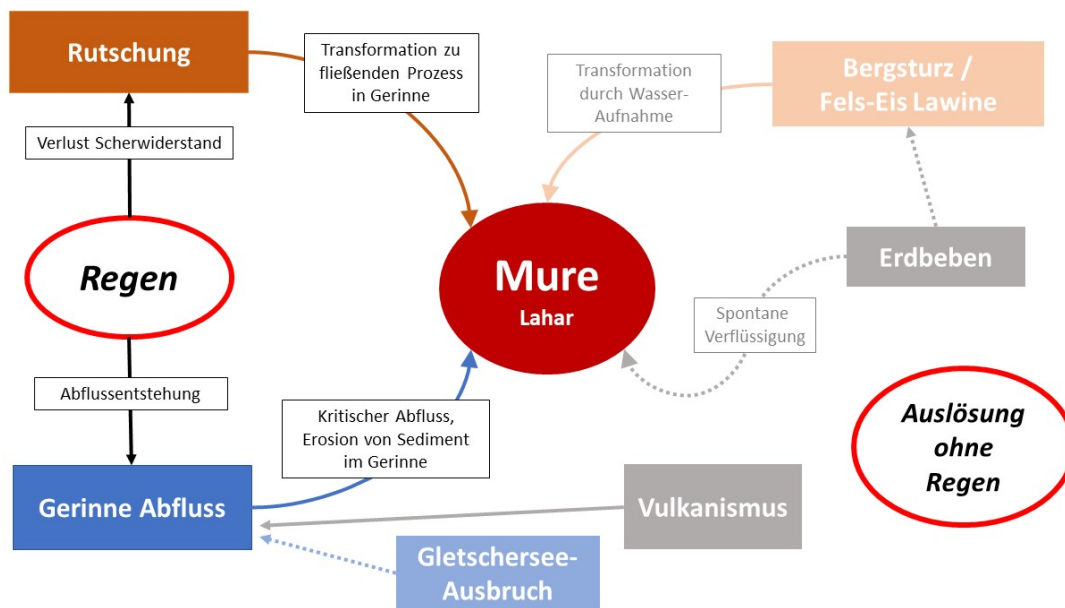 Rutschung
Transformation zu
fließenden Prozess
in Gerinne
Transformation
durch Wasser-
Aufnahme
Bergsturz /
Fels-Eis Lawine
Verlust Scherwiderstand
Regen
Mure
Lahar
Erdbeben
Spontane
Verflüssigung
Abflussentstehung
Kritischer Abfluss,
Erosion von Sediment
im Gerinne
Auslösung
ohne
Regen
Gerinne Abfluss
Vulkanismus
Gletschersee-
Ausbruch